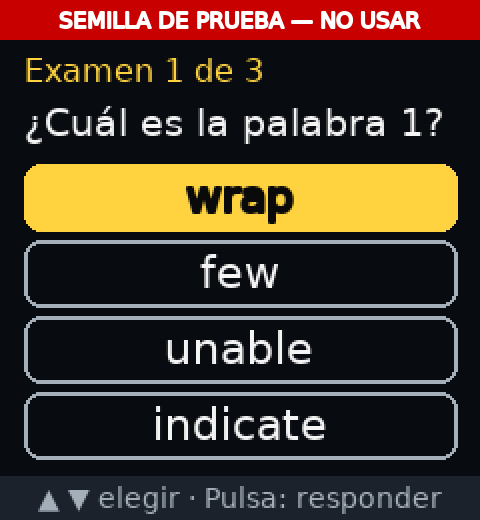 SEMILLA DE PRUEBA — NO USAR
Examen 1 de 3
¿Cuál es la palabra 1?
wrap
few
unable
indicate
▲ ▼ elegir · Pulsa: responder